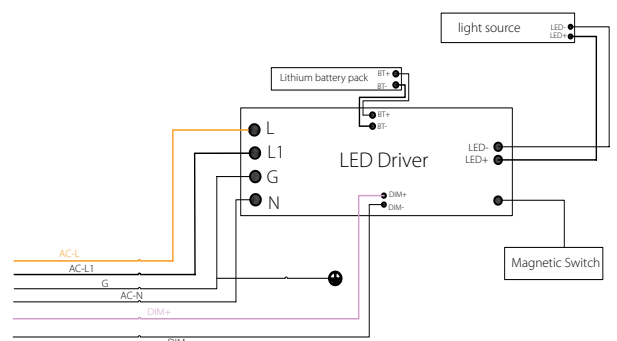 light source
LED-
LED+
Lithium battery pack
BT+
BT-
BT+
BT-
L
L1
G
N
LED Driver
LED-
LED+
DIM+
DIM-
Magnetic Switch
AC-L
AC-L1
G
AC-N
DIM+
DIM-